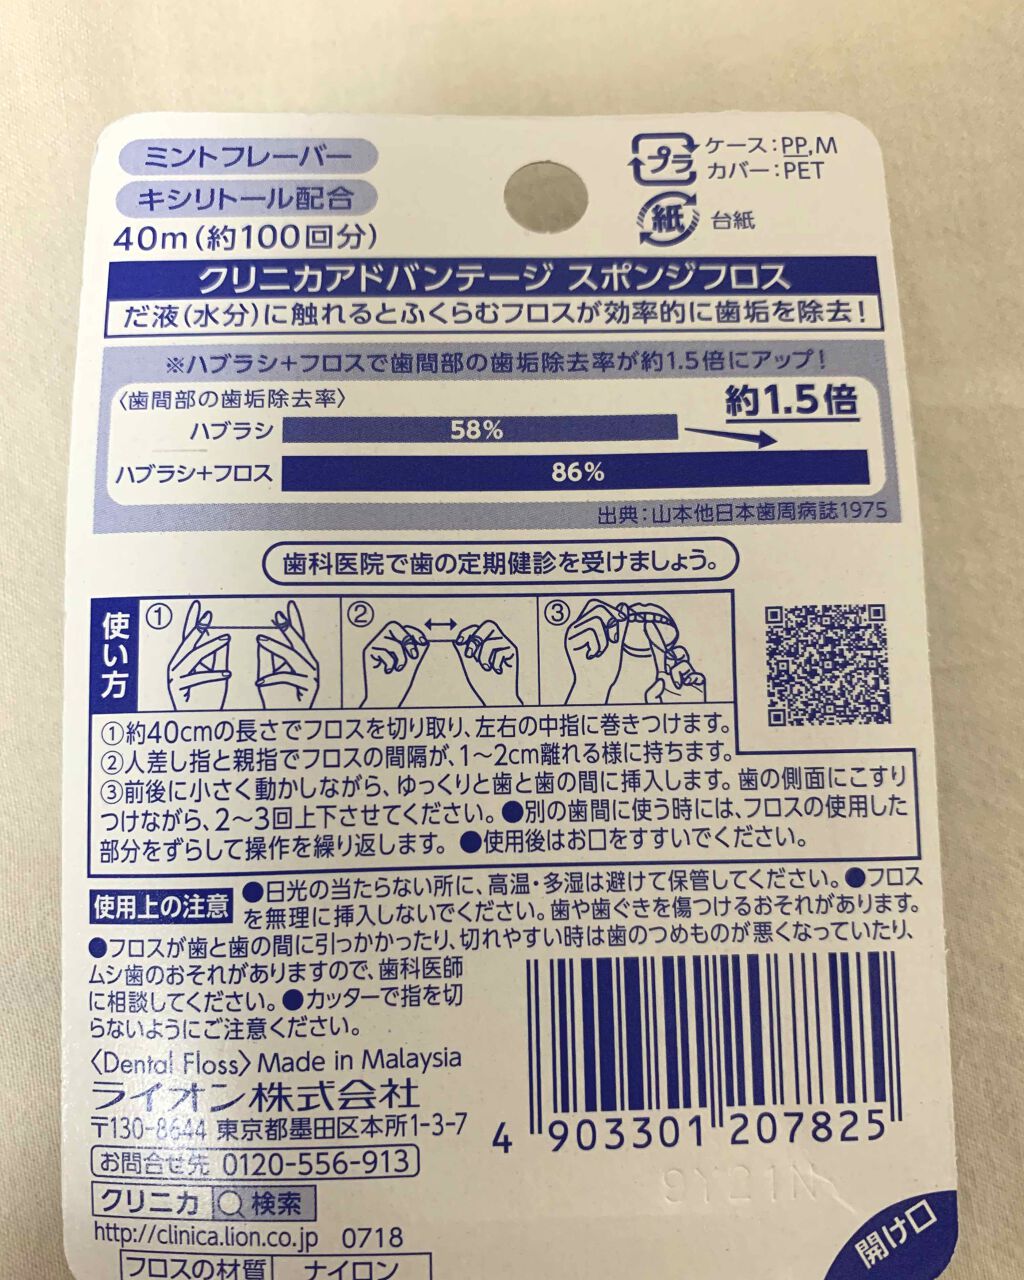 ミントフレーバー
キシリトール配合
40m(約100回分)
プラ
ケース:PP,M
カバー:PET
紙
台紙
クリニカアドバンテージ スポンジフロス
だ液(水分)に触れるとふくらむフロスが効率的に歯垢を除去!
※ハブラシ+フロスで歯間部の歯垢除去率が約1.5倍にアップ!
〈歯間部の歯垢除去率〉
約1.5倍
ハブラシ 58%
ハブラシ+フロス 86%
出典:山本他日本歯周病誌1975
歯科医院で歯の定期健診を受けましょう。
使い方
① ② ③
①約40cmの長さでフロスを切り取り、左右の中指に巻きつけます。
②人差し指と親指でフロスの間隔が、1〜2cm離れる様に持ちます。
③前後に小さく動かしながら、ゆっくりと歯と歯の間に挿入します。歯の側面にこすり
つけながら、2〜3回上下させてください。●別の歯間に使う時には、フロスの使用した
部分をずらして操作を繰り返します。●使用後はお口をすすいでください。
使用上の注意
●日光の当たらない所に、高温・多湿は避けて保管してください。●フロス
を無理に挿入しないでください。歯や歯ぐきを傷つけるおそれがあります。
●フロスが歯と歯の間に引っかかったり、切れやすい時は歯のつめものが悪くなっていたり、
ムシ歯のおそれがありますので、歯科医師
に相談してください。●カッターで指を切
らないようにご注意ください。
〈Dental Floss〉Made in Malaysia
ライオン株式会社
〒130-8644 東京都墨田区本所1-3-7
お問合せ先 0120-556-913
クリニカ 検索
http://clinica.lion.co.jp 0718
フロスの材質 ナイロン
4 903301 207825
開け口